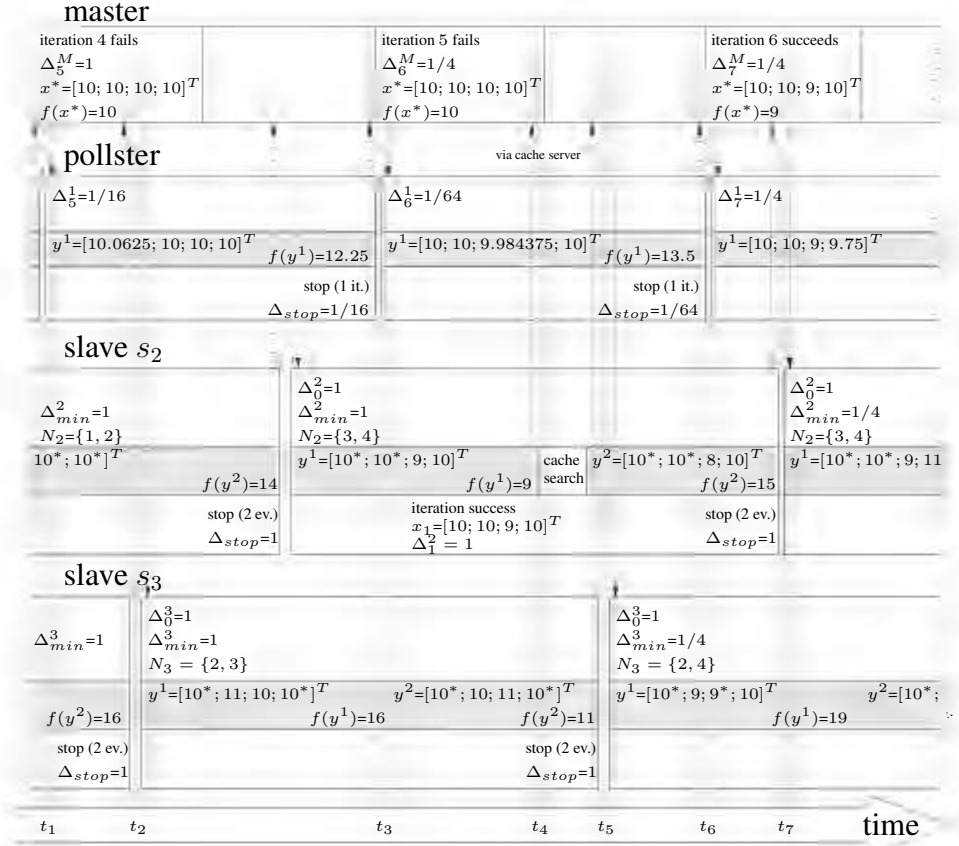 master
iteration 4 fails
Δ_5^M=1
x*=[10; 10; 10; 10]^T
f(x*)=10
iteration 5 fails
Δ_6^M=1/4
x*=[10; 10; 10; 10]^T
f(x*)=10
iteration 6 succeeds
Δ_7^M=1/4
x*=[10; 10; 9; 10]^T
f(x*)=9
via cache server
pollster
Δ_5^1=1/16
y^1=[10.0625; 10; 10; 10]^T
f(y^1)=12.25
stop (1 it.)
Δ_stop=1/16
Δ_6^1=1/64
y^1=[10; 10; 9.984375; 10]^T
f(y^1)=13.5
stop (1 it.)
Δ_stop=1/64
Δ_7^1=1/4
y^1=[10; 10; 9; 9.75]^T
slave s_2
Δ_min^2=1
N_2={1, 2}
10*; 10*]^T
f(y^2)=14
stop (2 ev.)
Δ_stop=1
Δ_0^2=1
Δ_min^2=1
N_2={3, 4}
y^1=[10*; 10*; 9; 10]^T
f(y^1)=9
iteration success
x_1=[10; 10; 9; 10]^T
Δ_1^2 = 1
cache
search
y^2=[10*; 10*; 8; 10]^T
f(y^2)=15
stop (2 ev.)
Δ_stop=1
Δ_0^2=1
Δ_min^2=1/4
N_2={3, 4}
y^1=[10*; 10*; 9; 11
slave s_3
Δ_min^3=1
f(y^2)=16
stop (2 ev.)
Δ_stop=1
Δ_0^3=1
Δ_min^3=1
N_3 = {2, 3}
y^1=[10*; 11; 10; 10*]^T
f(y^1)=16
y^2=[10*; 10; 11; 10*]^T
f(y^2)=11
stop (2 ev.)
Δ_stop=1
Δ_0^3=1
Δ_min^3=1/4
N_3 = {2, 4}
y^1=[10*; 9; 9*; 10]^T
f(y^1)=19
y^2=[10*;
t_1 t_2 t_3 t_4 t_5 t_6 t_7 time